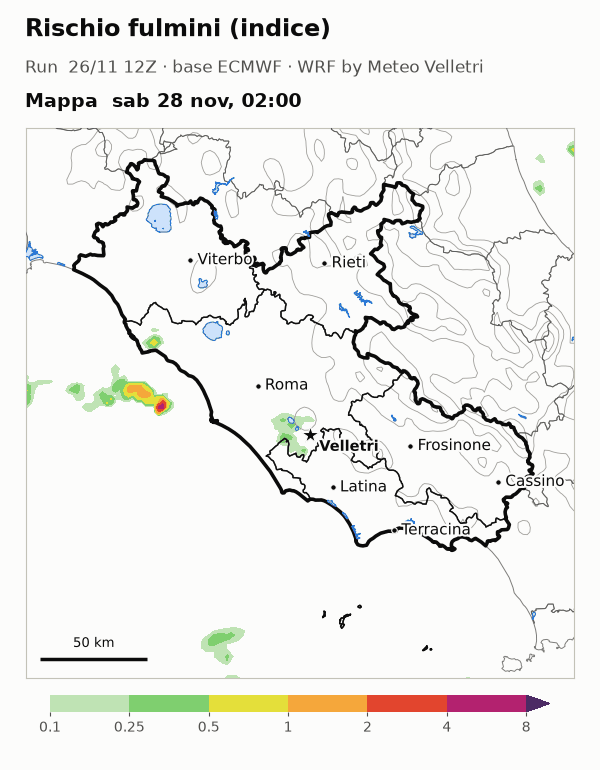 Rischio fulmini (indice)
Run  26/11 12Z · base ECMWF · WRF by Meteo Velletri
Mappa  sab 28 nov, 02:00
Viterbo
Rieti
Roma
Velletri
Frosinone
Latina
Cassino
Terracina
50 km
0.1 0.25 0.5 1 2 4 8